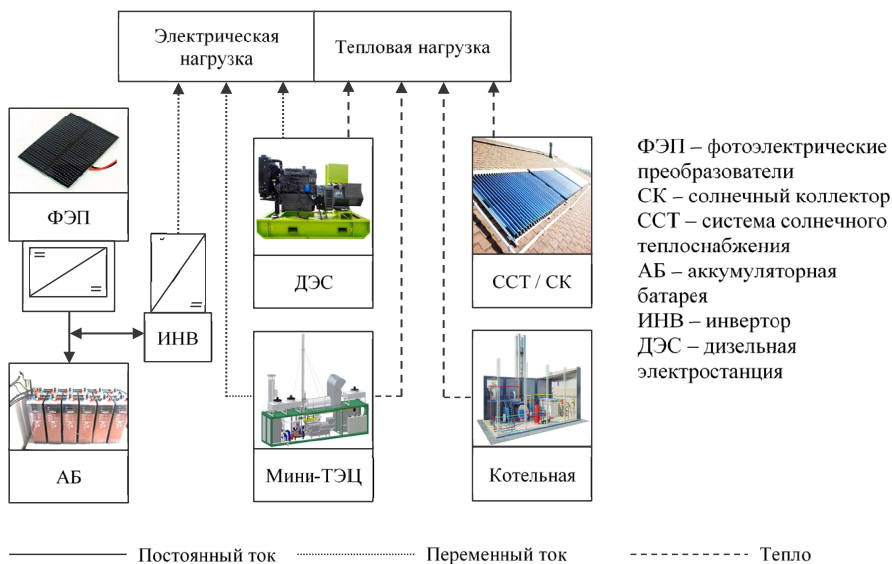 Электрическая
нагрузка
Тепловая нагрузка
ФЭП
ИНВ
АБ
ДЭС
Мини-ТЭЦ
ССТ / СК
Котельная
ФЭП – фотоэлектрические
преобразователи
СК – солнечный коллектор
ССТ – система солнечного
теплоснабжения
АБ – аккумуляторная
батарея
ИНВ – инвертор
ДЭС – дизельная
электростанция
Постоянный ток
Переменный ток
Тепло